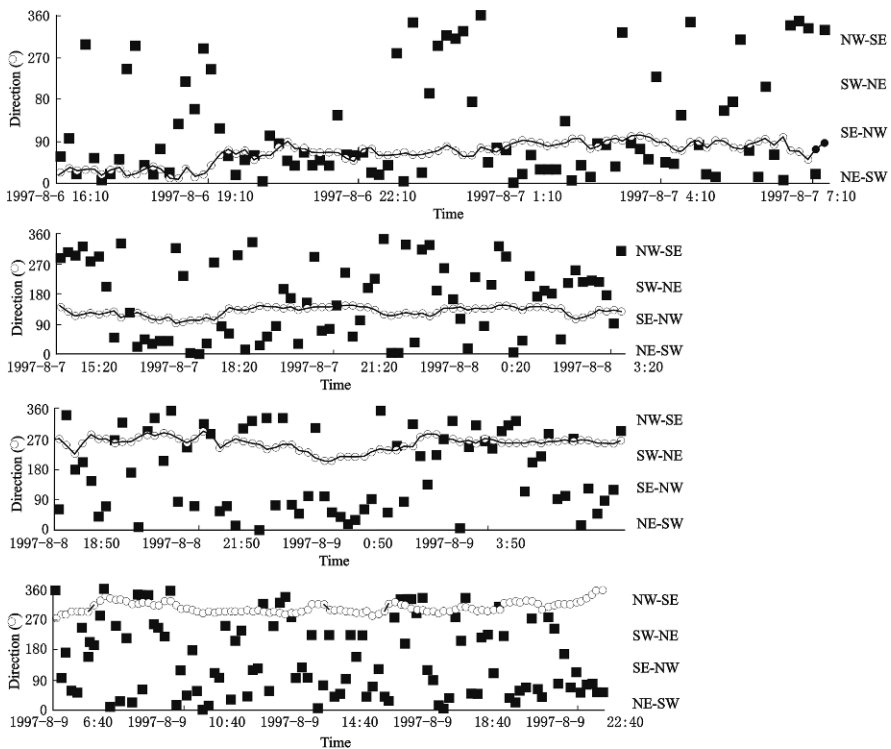 360
270
80
90
0
Direction (°)
NW-SE
SW-NE
SE-NW
NE-SW
1997-8-6 16:10 1997-8-6 19:10 1997-8-6 22:10 1997-8-7 1:10 1997-8-7 4:10 1997-8-7 7:10
Time
360
270
180
90
0
Direction (°)
NW-SE
SW-NE
SE-NW
NE-SW
1997-8-7 15:20 1997-8-7 18:20 1997-8-7 21:20 1997-8-8 0:20 1997-8-8 3:20
Time
360
270
180
90
0
Direction (°)
NW-SE
SW-NE
SE-NW
NE-SW
1997-8-8 18:50 1997-8-8 21:50 1997-8-9 0:50 1997-8-9 3:50
Time
360
270
180
90
0
Direction (°)
NW-SE
SW-NE
SE-NW
NE-SW
1997-8-9 6:40 1997-8-9 10:40 1997-8-9 14:40 1997-8-9 18:40 1997-8-9 22:40
Time